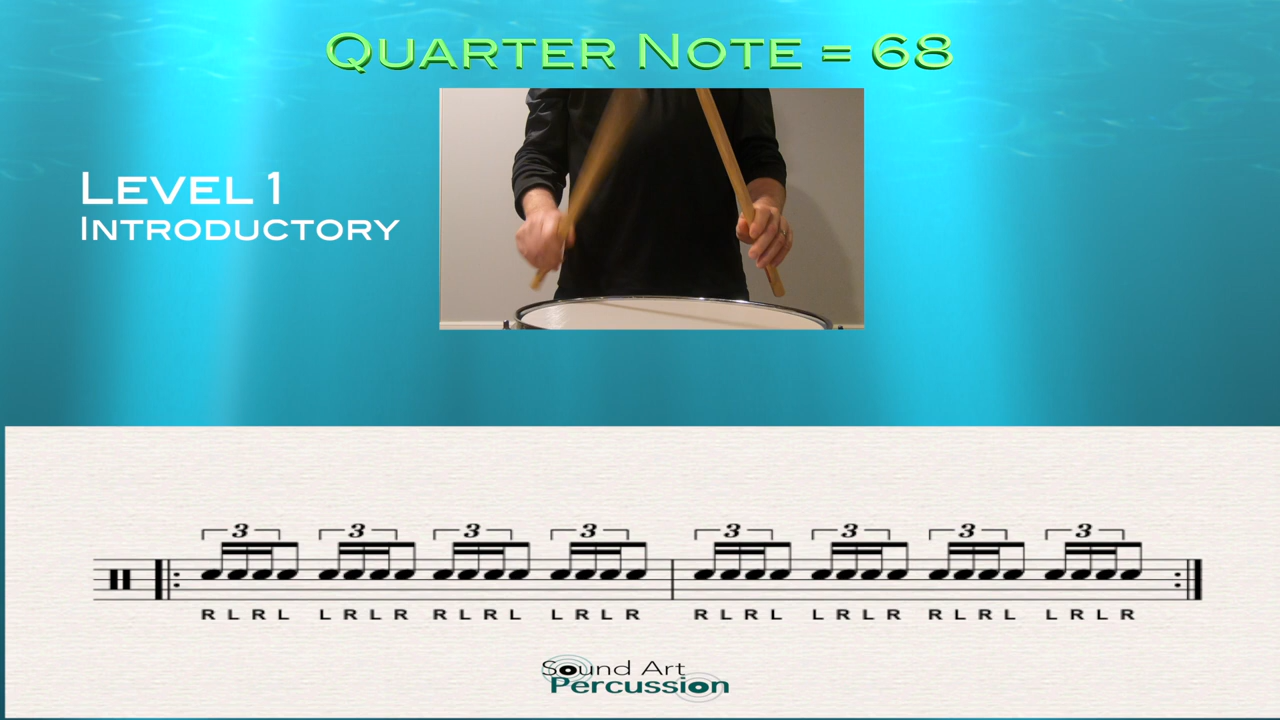 QUARTER NOTE = 68
LEVEL 1
INTRODUCTORY
3 3 3 3 3 3 3 3
R L R L L R L R R L R L L R L R R L R L L R L R R L R L L R L R
Sound Art
Percussion